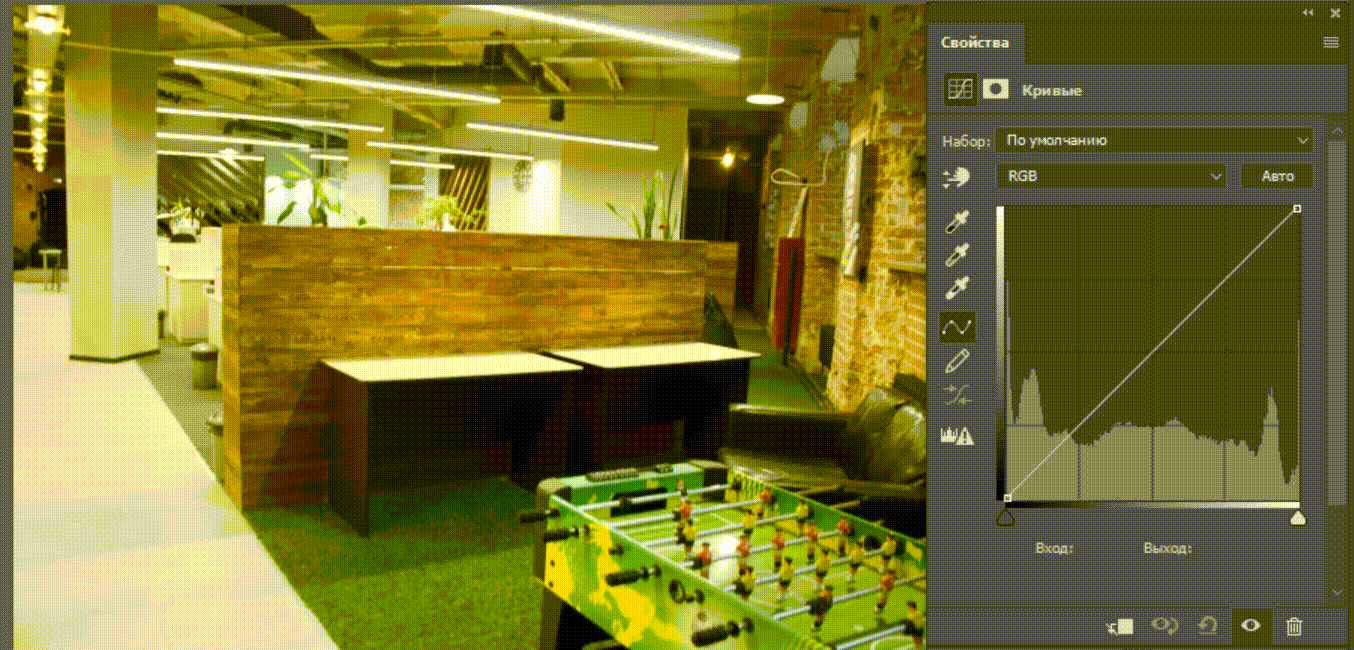 Свойства
Кривые
Набор: По умолчанию
RGB Авто
Вход: Выход: